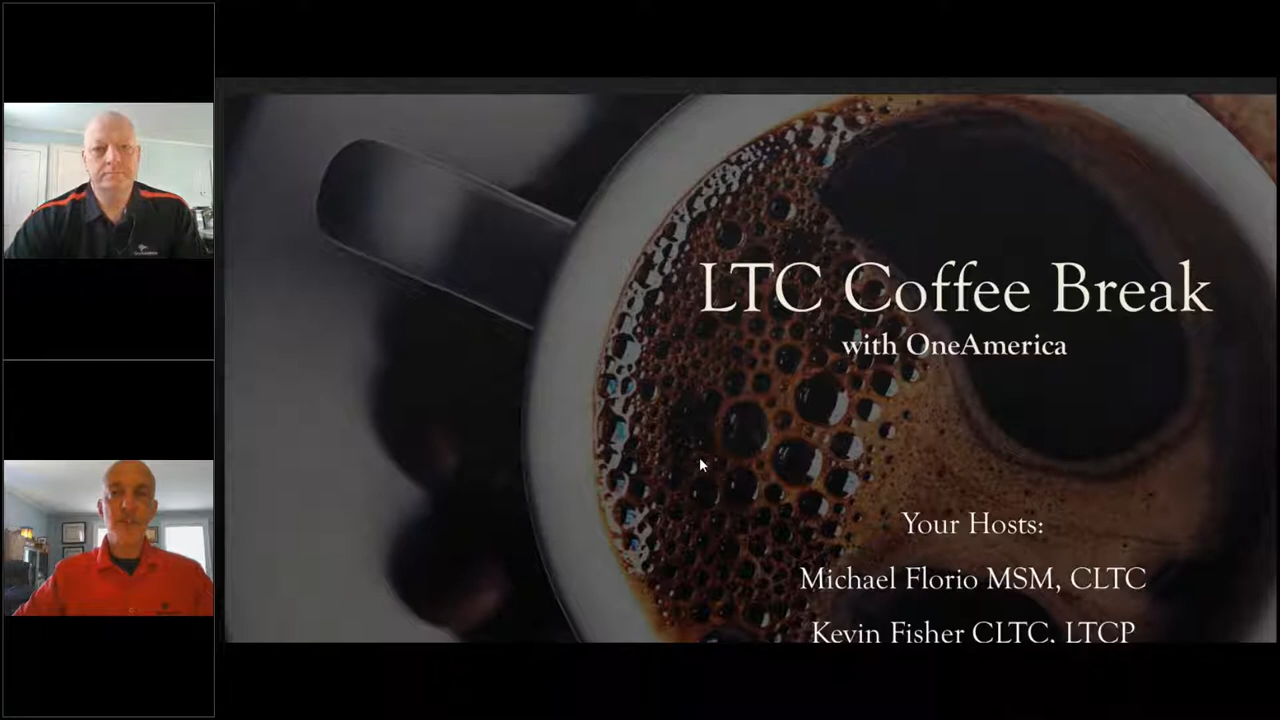 LTC Coffee Break
with OneAmerica
Your Hosts:
Michael Florio MSM, CLTC
Kevin Fisher CLTC, LTCP